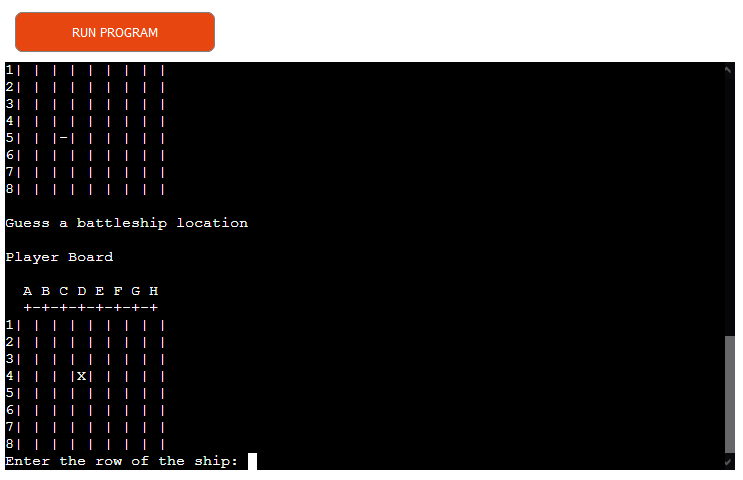 RUN PROGRAM
1| | | | | | | | |
2| | | | | | | | |
3| | | | | | | | |
4| | | | | | | | |
5| | |-| | | | | |
6| | | | | | | | |
7| | | | | | | | |
8| | | | | | | | |
Guess a battleship location
Player Board
  A B C D E F G H
  +-+-+-+-+-+-+-+
1| | | | | | | | |
2| | | | | | | | |
3| | | | | | | | |
4| | | |X| | | | |
5| | | | | | | | |
6| | | | | | | | |
7| | | | | | | | |
8| | | | | | | | |
Enter the row of the ship: